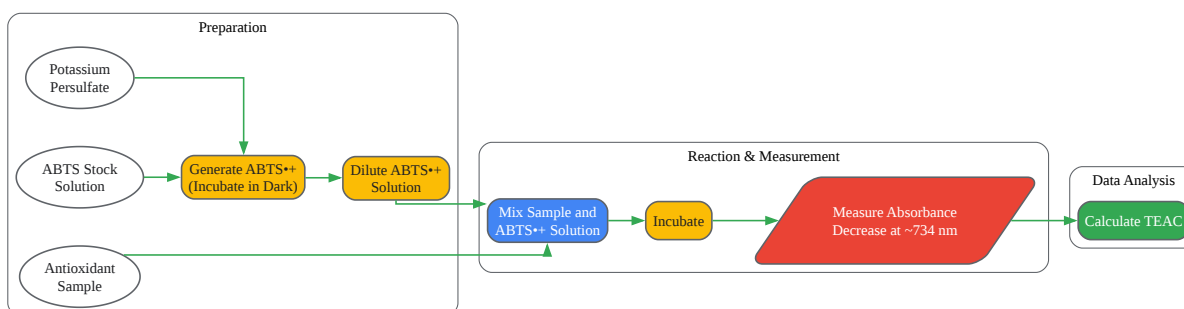 Preparation
Potassium
Persulfate
ABTS Stock
Solution
Generate ABTS•+
(Incubate in Dark)
Dilute ABTS•+
Solution
Antioxidant
Sample
Reaction & Measurement
Mix Sample and
ABTS•+ Solution
Incubate
Measure Absorbance
Decrease at ~734 nm
Data Analysis
Calculate TEAC